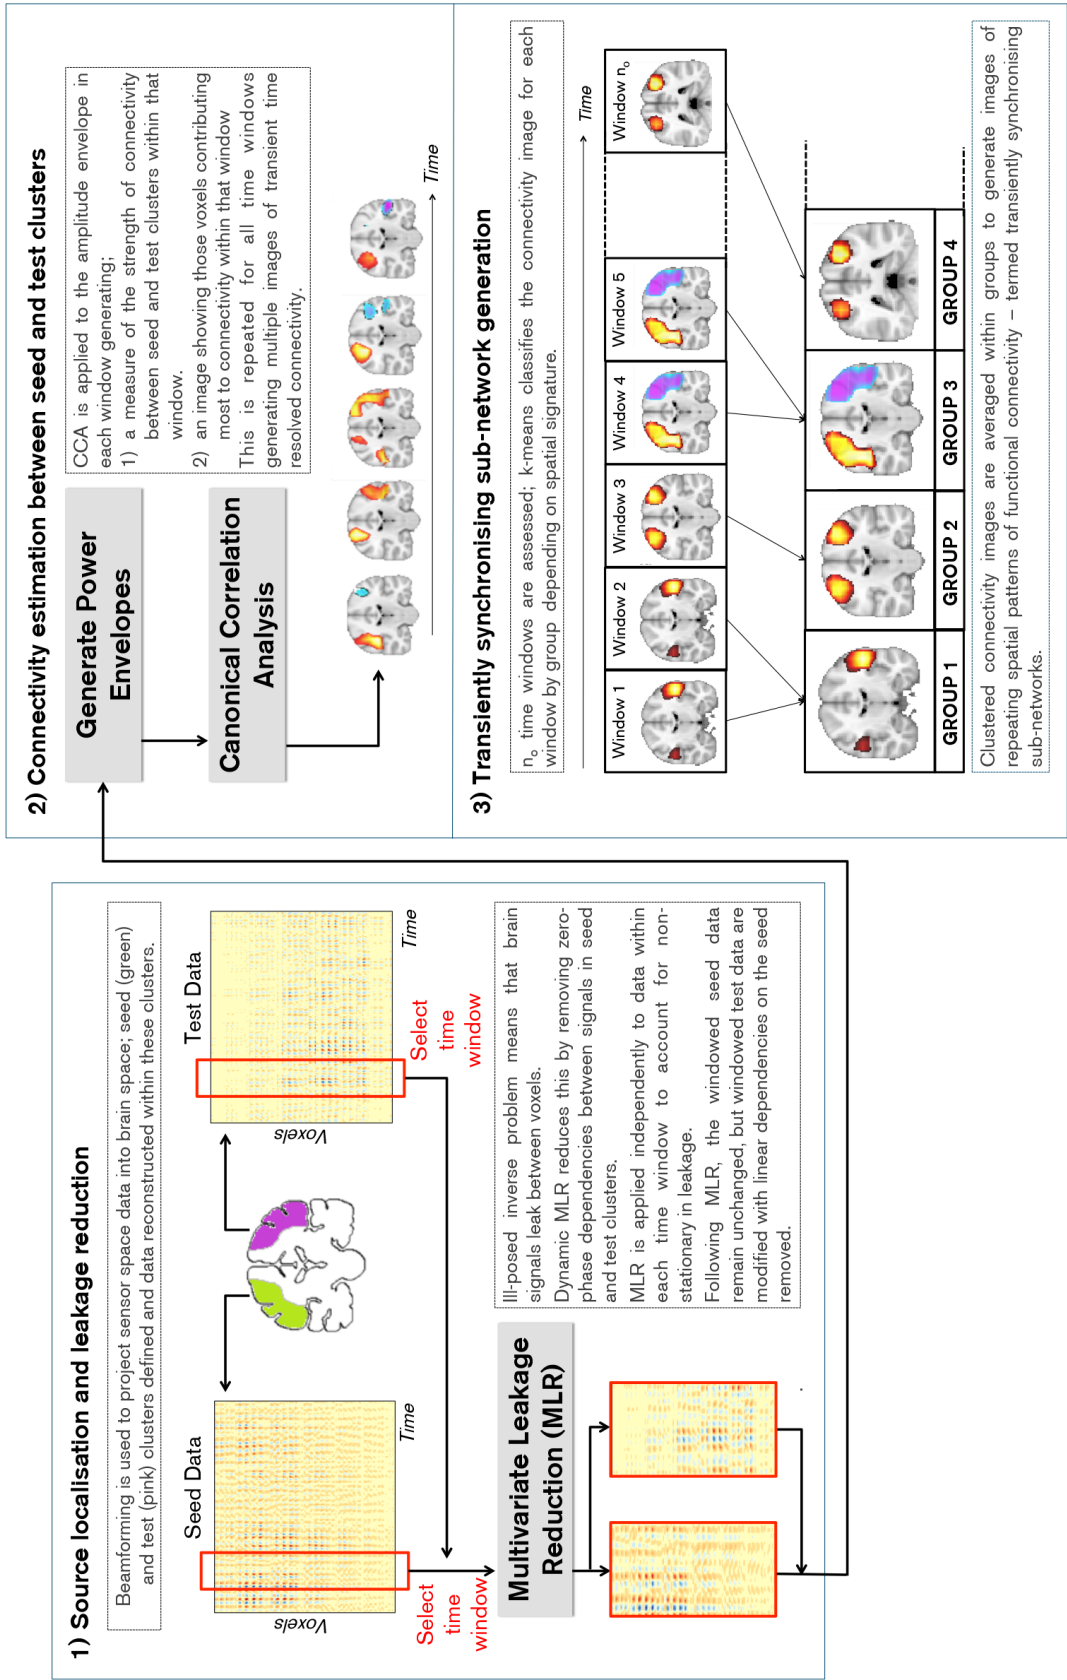 1) Source localisation and leakage reduction
Beamforming is used to project sensor space data into brain space; seed (green)
and test (pink) clusters defined and data reconstructed within these clusters.
Seed Data
Voxels
Time
Test Data
Voxels
Time
Select
time
window
Select
time
window
Multivariate Leakage
Reduction (MLR)
Ill-posed inverse problem means that brain
signals leak between voxels.
Dynamic MLR reduces this by removing zero-
phase dependencies between signals in seed
and test clusters.
MLR is applied independently to data within
each time window to account for non-
stationary in leakage.
Following MLR, the windowed seed data
remain unchanged, but windowed test data are
modified with linear dependencies on the seed
removed.
2) Connectivity estimation between seed and test clusters
Generate Power
Envelopes
Canonical Correlation
Analysis
CCA is applied to the amplitude envelope in
each window generating;
1) a measure of the strength of connectivity
between seed and test clusters within that
window.
2) an image showing those voxels contributing
most to connectivity within that window
This is repeated for all time windows
generating multiple images of transient time
resolved connectivity.
Time
3) Transiently synchronising sub-network generation
n₀ time windows are assessed; k-means classifies the connectivity image for each
window by group depending on spatial signature.
Time
Window 1
Window 2
Window 3
Window 4
Window 5
Window n₀
GROUP 1
GROUP 2
GROUP 3
GROUP 4
Clustered connectivity images are averaged within groups to generate images of
repeating spatial patterns of functional connectivity – termed transiently synchronising
sub-networks.